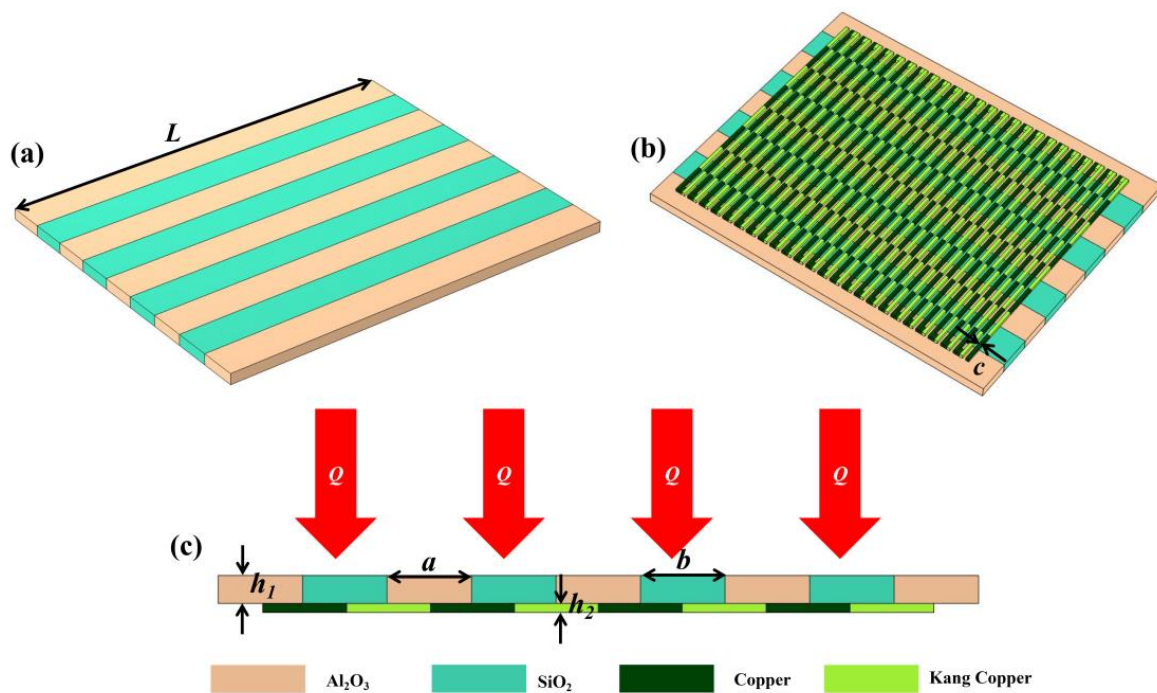 L
(a)
(b)
c
Q Q Q Q
(c)
a
b
h₁
h₂
Al₂O₃ SiO₂ Copper Kang Copper